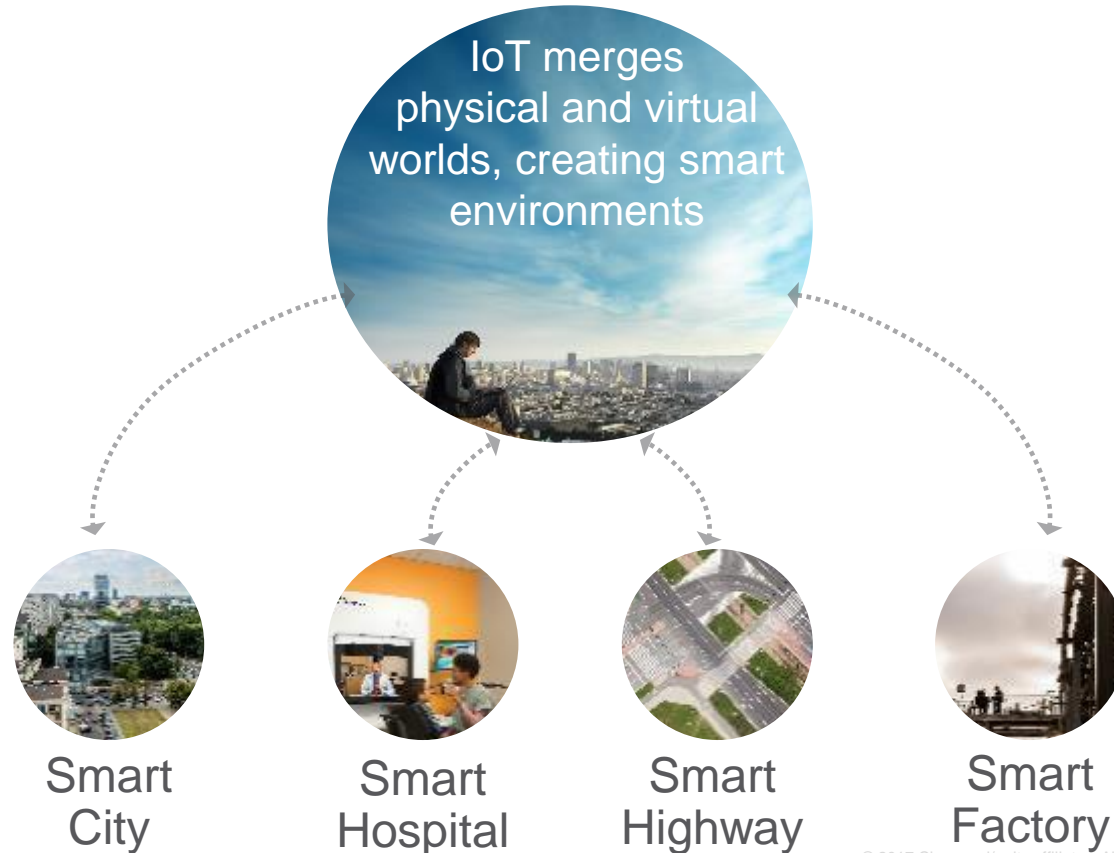 IoT merges
physical and virtual
worlds, creating smart
environments
Smart
City
Smart
Hospital
Smart
Highway
Smart
Factory